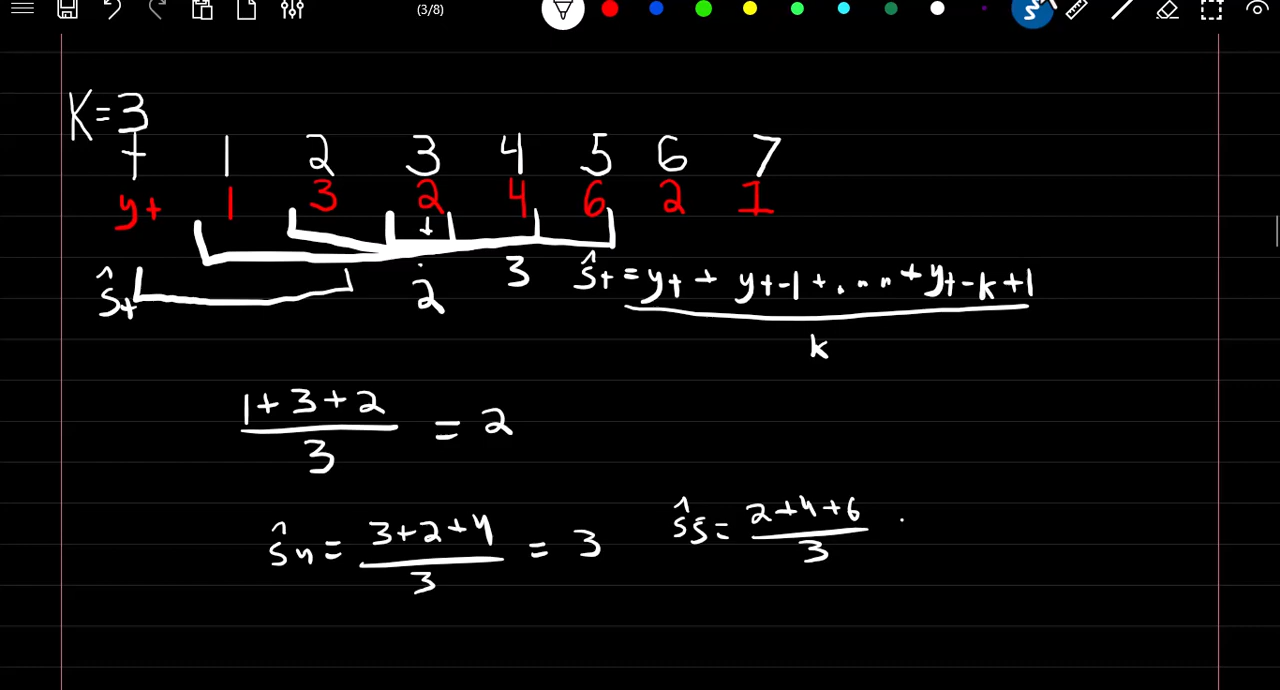 (3/8)
K=3
T 1 2 3 4 5 6 7
yt 1 3 2 4 6 2 1
ŝt 2 3 ŝt = yt + yt-1 + .... + yt-k+1
k
1+3+2
3
= 2
ŝ4 = 3+2+4
3
= 3
ŝ5 = 2+4+6
3